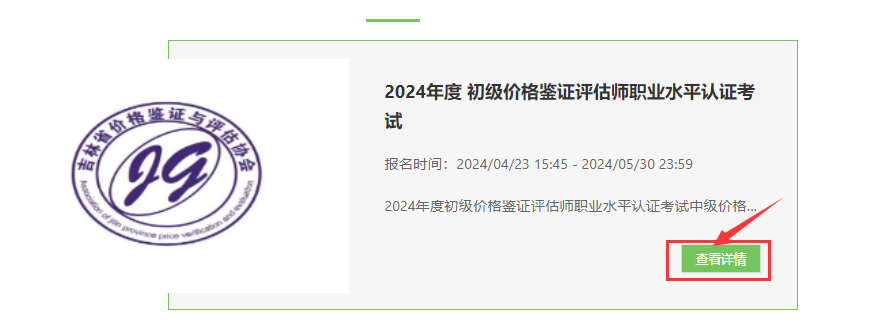 吉林省价格鉴证与评估协会
JG
Association of jilin province price verification and evaluation
2024年度 初级价格鉴证评估师职业水平认证考
试
报名时间：2024/04/23 15:45 - 2024/05/30 23:59
2024年度初级价格鉴证评估师职业水平认证考试中级价格...
查看详情